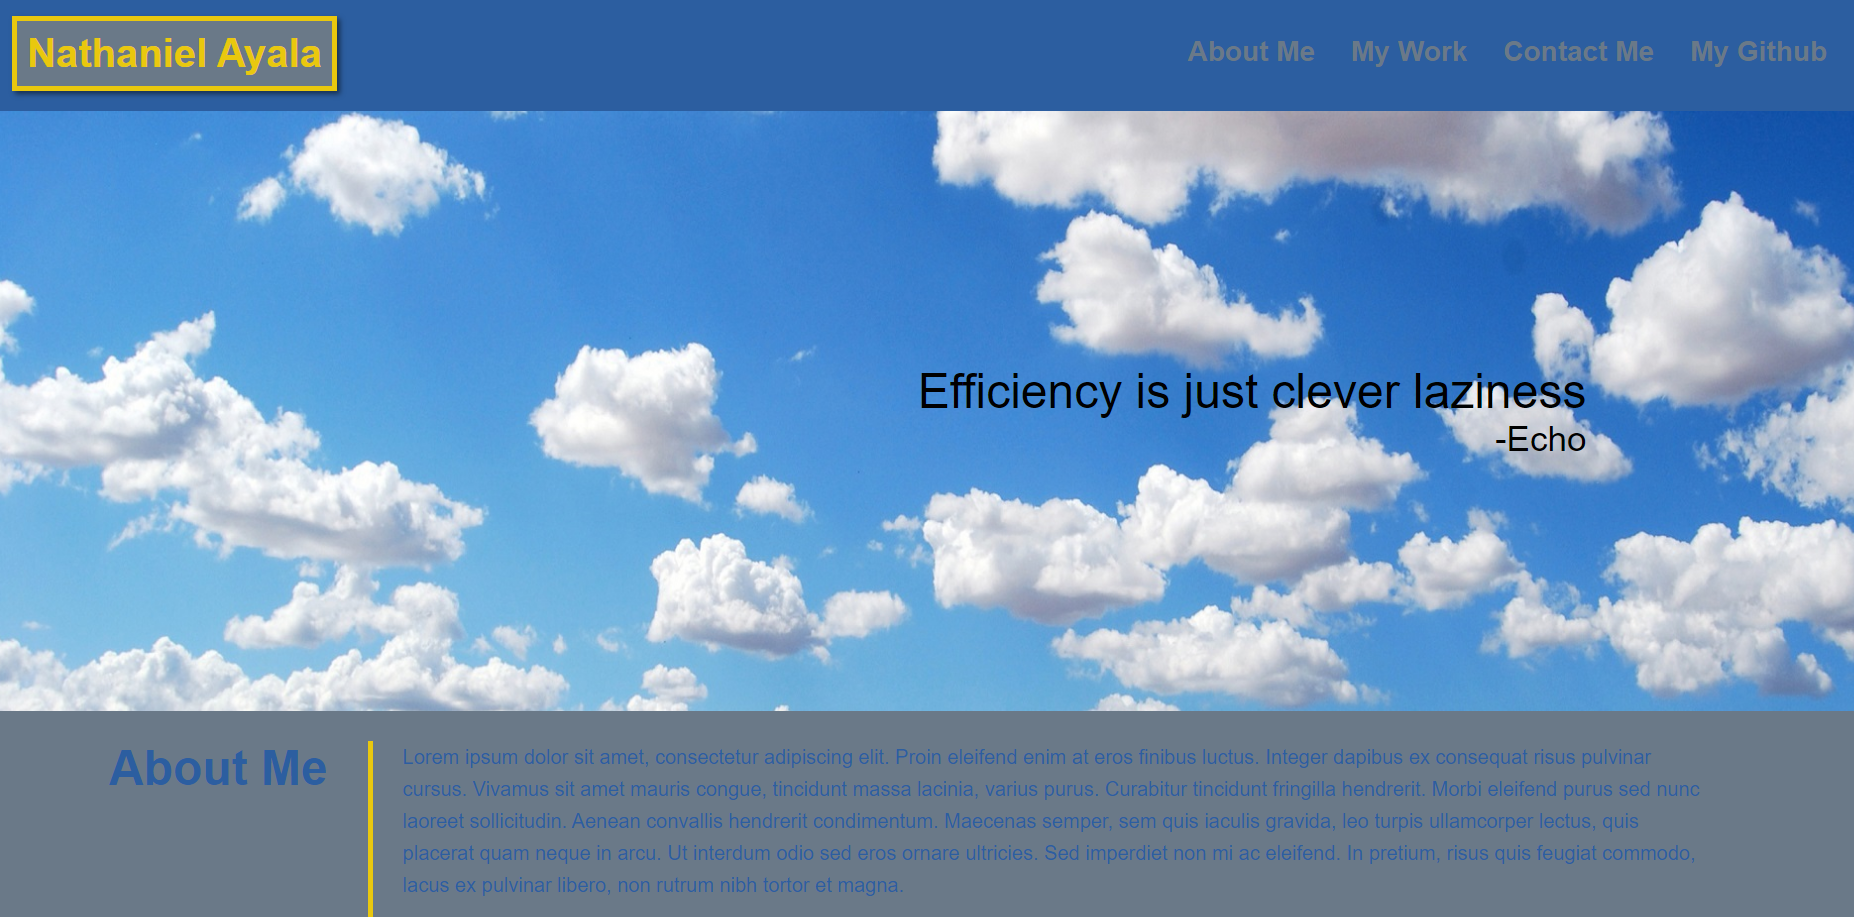 Nathaniel Ayala
About Me My Work Contact Me My Github
Efficiency is just clever laziness
-Echo
About Me
Lorem ipsum dolor sit amet, consectetur adipiscing elit. Proin eleifend enim at eros finibus luctus. Integer dapibus ex consequat risus pulvinar
cursus. Vivamus sit amet mauris congue, tincidunt massa lacinia, varius purus. Curabitur tincidunt fringilla hendrerit. Morbi eleifend purus sed nunc
laoreet sollicitudin. Aenean convallis hendrerit condimentum. Maecenas semper, sem quis iaculis gravida, leo turpis ullamcorper lectus, quis
placerat quam neque in arcu. Ut interdum odio sed eros ornare ultricies. Sed imperdiet non mi ac eleifend. In pretium, risus quis feugiat commodo,
lacus ex pulvinar libero, non rutrum nibh tortor et magna.